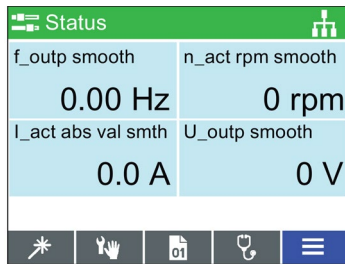 Status
f_outp smooth
n_act rpm smooth
0.00 Hz
0 rpm
I_act abs val smth
U_outp smooth
0.0 A
0 V
01